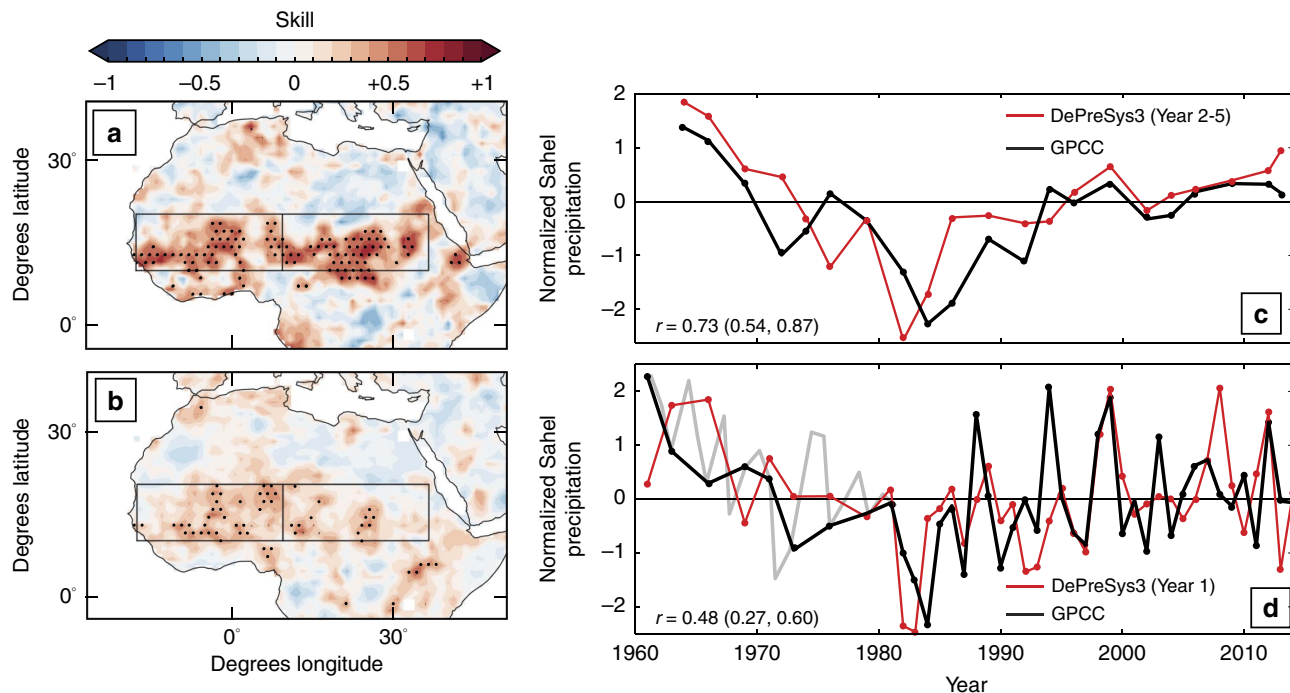 Skill
−1 −0.5 0 +0.5 +1
a
30°
0°
Degrees latitude
b
30°
0°
Degrees latitude
0° 30°
Degrees longitude
2
1
0
−1
−2
Normalized Sahel
precipitation
DePreSys3 (Year 2-5)
GPCC
r = 0.73 (0.54, 0.87)
c
2
1
0
−1
−2
Normalized Sahel
precipitation
DePreSys3 (Year 1)
GPCC
r = 0.48 (0.27, 0.60)
d
1960 1970 1980 1990 2000 2010
Year